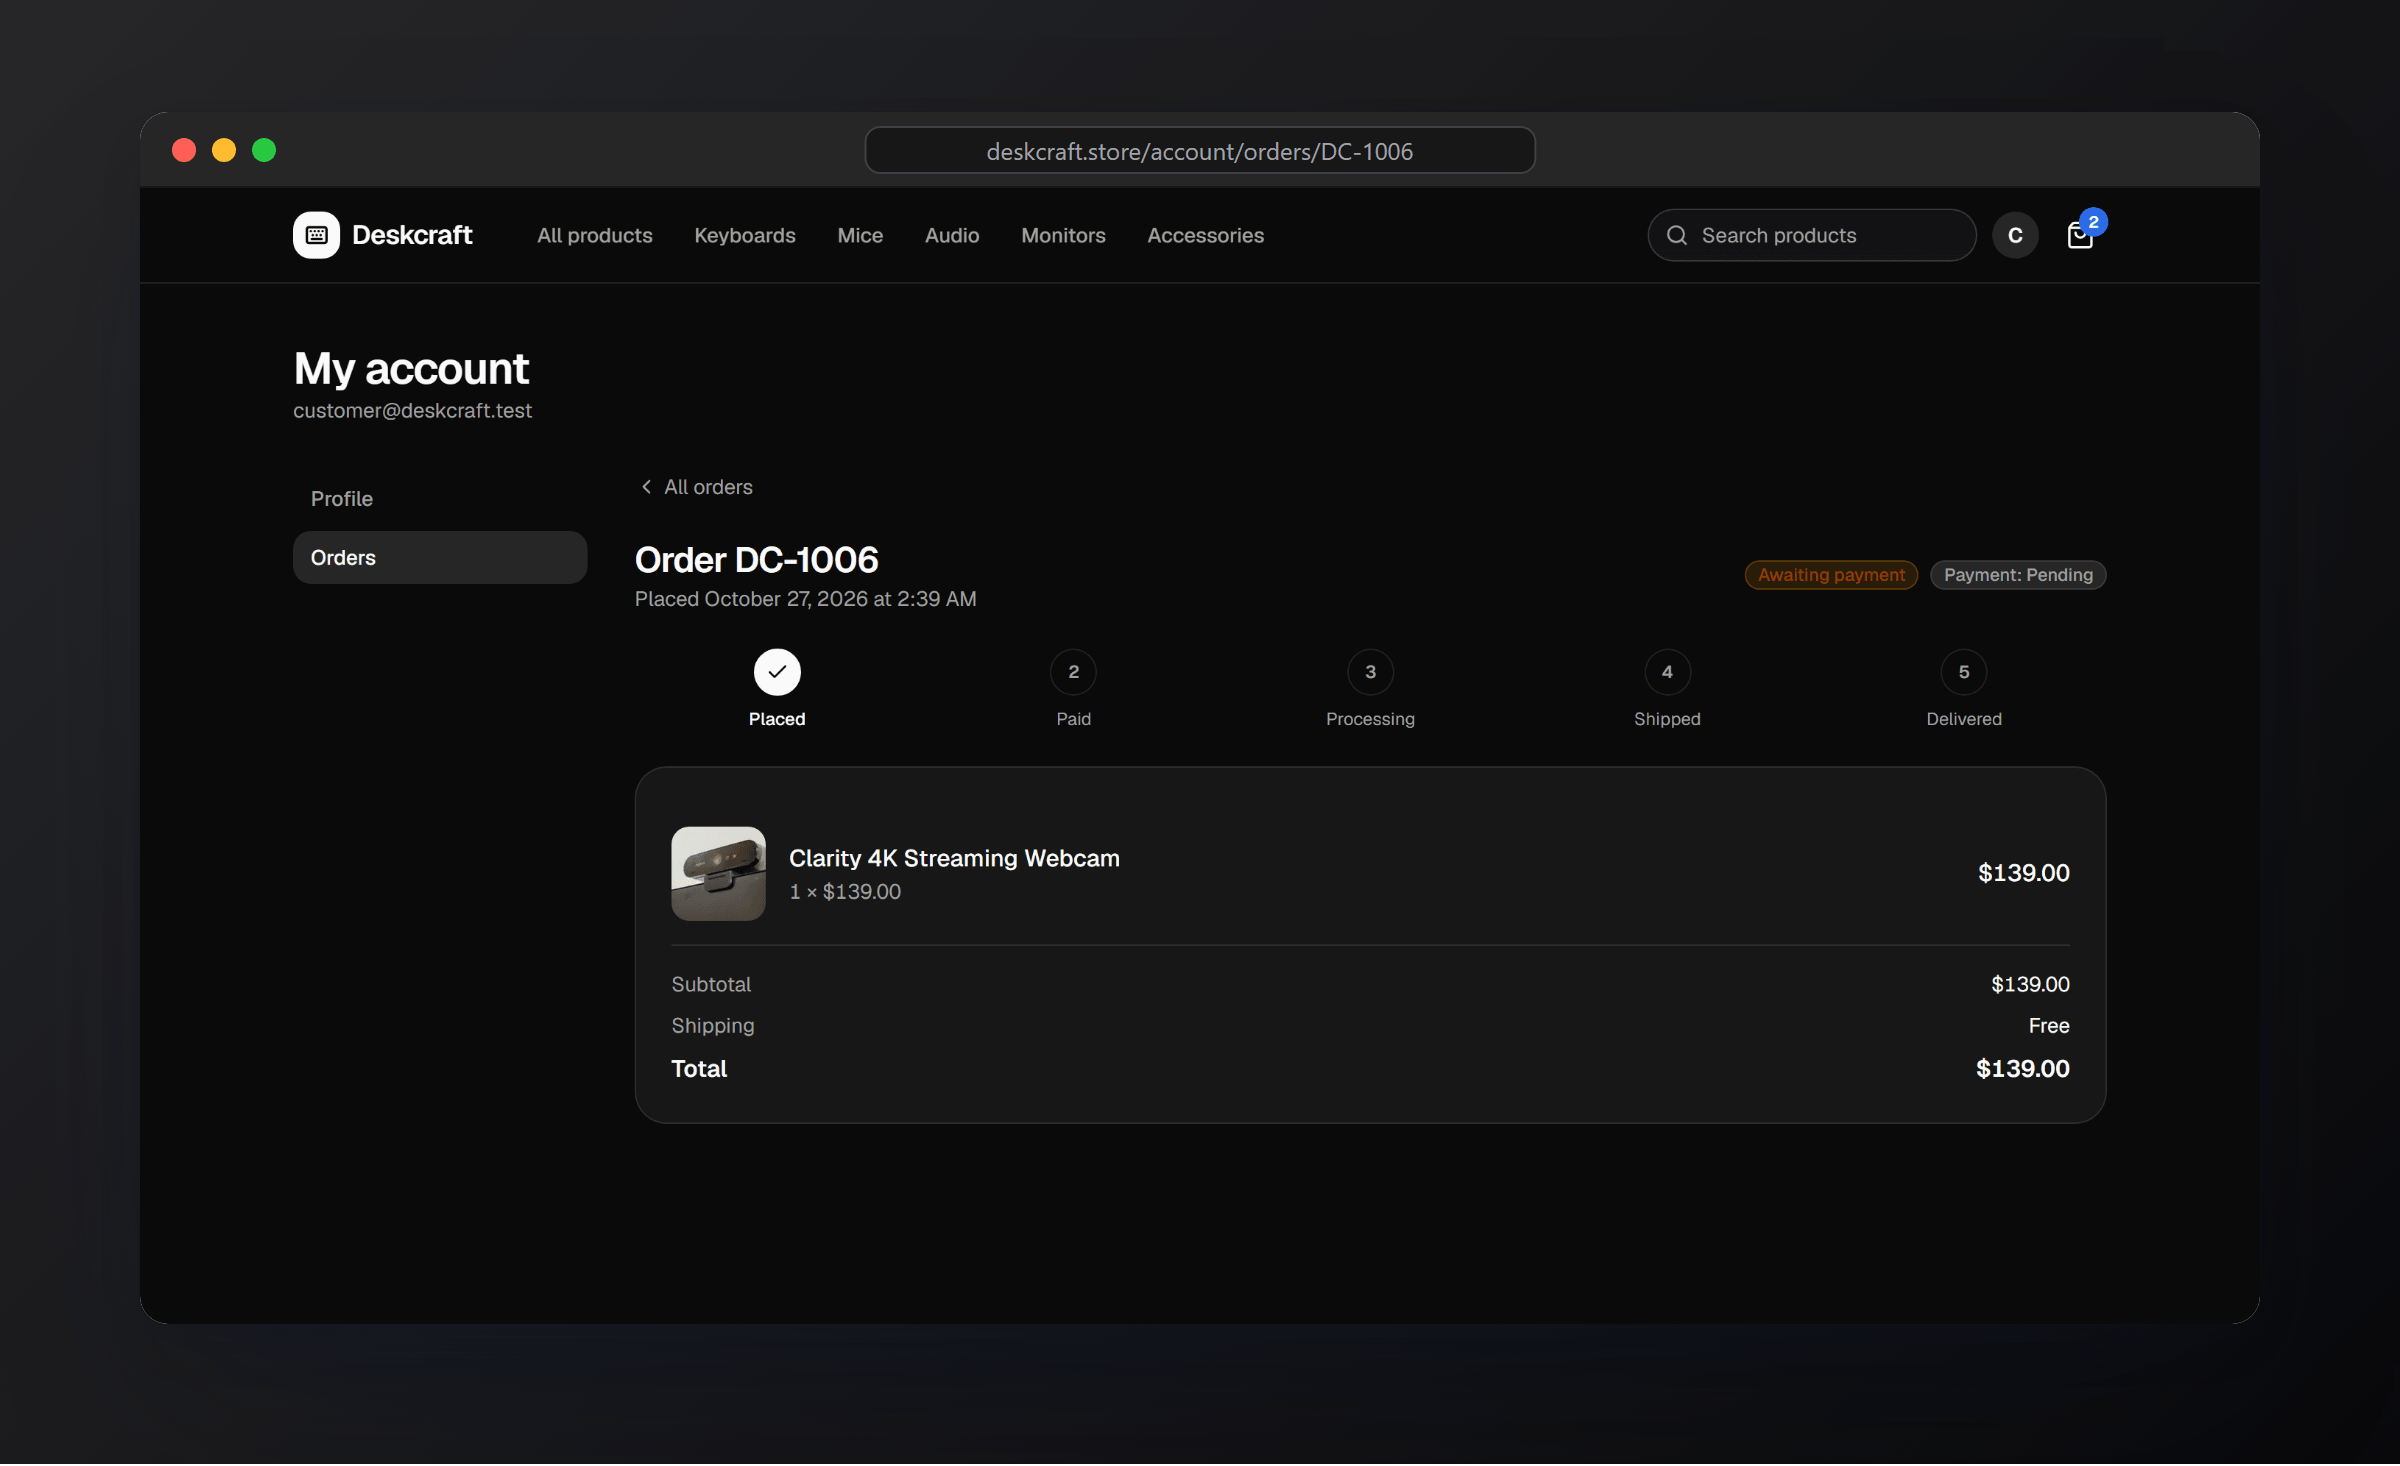 deskcraft.store/account/orders/DC-1006
Deskcraft
All products
Keyboards
Mice
Audio
Monitors
Accessories
Search products
C
2
My account
customer@deskcraft.test
Profile
Orders
All orders
Order DC-1006
Placed October 27, 2026 at 2:39 AM
Awaiting payment
Payment: Pending
Placed
2
Paid
3
Processing
4
Shipped
5
Delivered
Clarity 4K Streaming Webcam
1 × $139.00
$139.00
Subtotal
$139.00
Shipping
Free
Total
$139.00